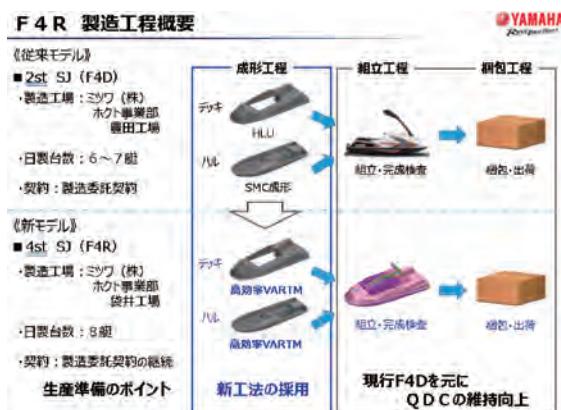 F4R 製造工程概要
YAMAHA
《従来モデル》
■2st SJ (F4D)
・製造工場:ミツワ(株)
ホクト事業部
豊田工場
・日製台数:6~7艇
・契約:製造委託契約
成形工程
組立工程
梱包工程
デッキ
HLU
ハル
SMC成形
組立・完成検査
梱包・出荷
《新モデル》
■4st SJ (F4R)
・製造工場:ミツワ(株)
ホクト事業部
袋井工場
・日製台数:8艇
・契約:製造委託契約の継続
デッキ
高効率VARTM
ハル
高効率VARTM
組立・完成検査
梱包・出荷
生産準備のポイント
新工法の採用
現行F4Dを元に
QDCの維持向上